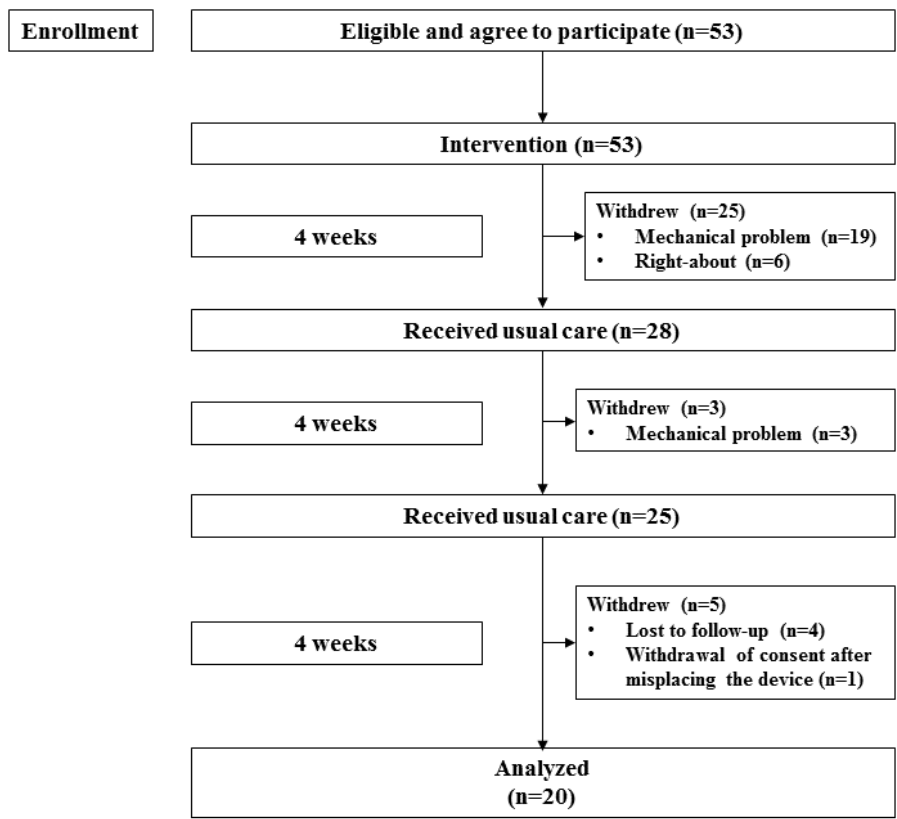 Enrollment
Eligible and agree to participate (n=53)
Intervention (n=53)
4 weeks
Withdrew (n=25)
• Mechanical problem (n=19)
• Right-about (n=6)
Received usual care (n=28)
4 weeks
Withdrew (n=3)
• Mechanical problem (n=3)
Received usual care (n=25)
4 weeks
Withdrew (n=5)
• Lost to follow-up (n=4)
• Withdrawal of consent after
misplacing the device (n=1)
Analyzed
(n=20)